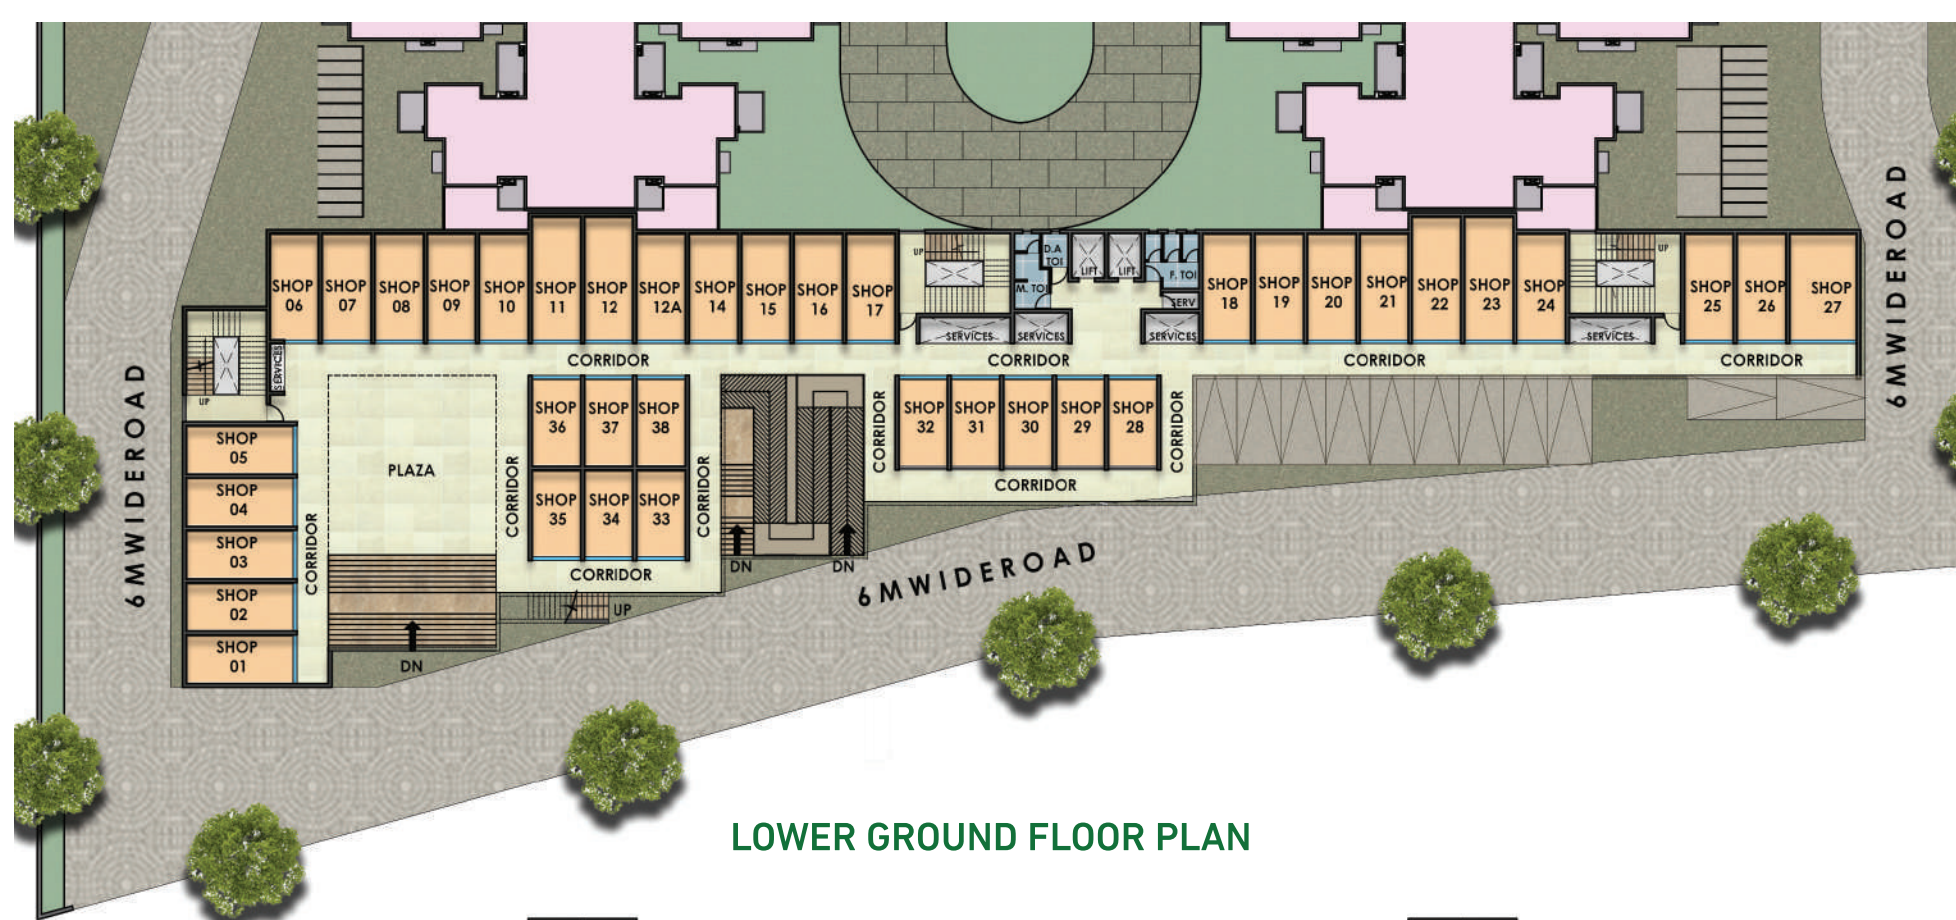 6 M WIDE ROAD
6 M WIDE ROAD
6 M WIDE ROAD
SHOP
06
SHOP
07
SHOP
08
SHOP
09
SHOP
10
SHOP
11
SHOP
12
SHOP
12A
SHOP
14
SHOP
15
SHOP
16
SHOP
17
UP
D.A
TOI
M. TOI
LIFT
LIFT
F. TOI
SERV
SHOP
18
SHOP
19
SHOP
20
SHOP
21
SHOP
22
SHOP
23
SHOP
24
UP
SHOP
25
SHOP
26
SHOP
27
SERVICES
SERVICES
SERVICES
SERVICES
SERVICES
UP
CORRIDOR
CORRIDOR
CORRIDOR
CORRIDOR
SHOP
05
SHOP
04
SHOP
03
SHOP
02
SHOP
01
CORRIDOR
PLAZA
DN
CORRIDOR
SHOP
36
SHOP
37
SHOP
38
SHOP
35
SHOP
34
SHOP
33
CORRIDOR
CORRIDOR
UP
DN
DN
CORRIDOR
SHOP
32
SHOP
31
SHOP
30
SHOP
29
SHOP
28
CORRIDOR
CORRIDOR
LOWER GROUND FLOOR PLAN